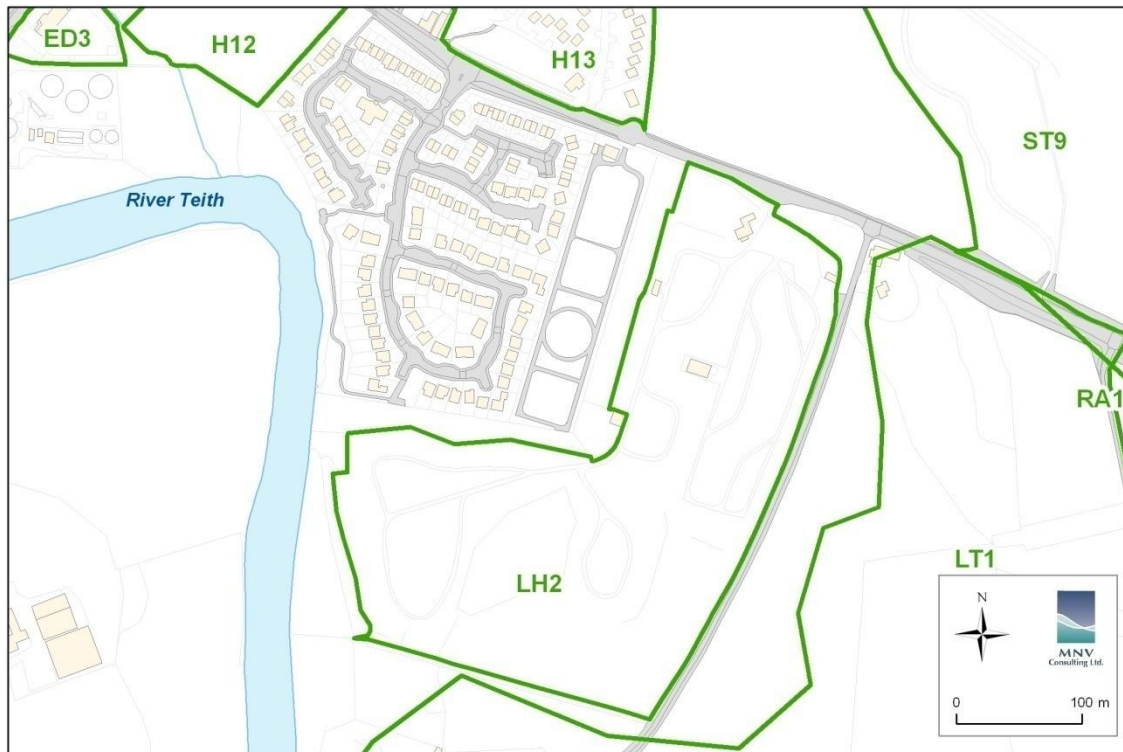 ED3
H12
H13
ST9
River Teith
RA1
LH2
LT1
N
MNV
Consulting Ltd.
0 100 m